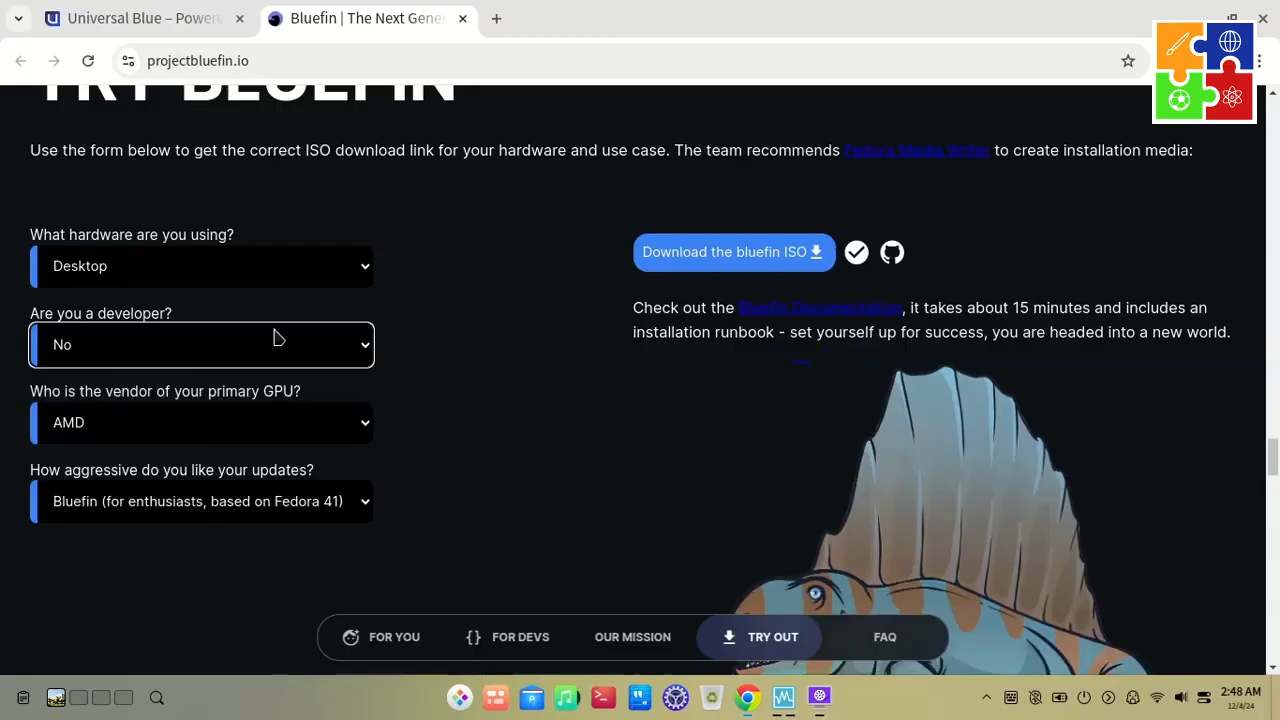 Universal Blue – Powere
Bluefin | The Next Gene
projectbluefin.io
TRY BLUEFIN
Use the form below to get the correct ISO download link for your hardware and use case. The team recommends Fedora Media Writer to create installation media:
What hardware are you using?
Desktop
Are you a developer?
No
Who is the vendor of your primary GPU?
AMD
How aggressive do you like your updates?
Bluefin (for enthusiasts, based on Fedora 41)
Download the bluefin ISO
Check out the Bluefin Documentation, it takes about 15 minutes and includes an
installation runbook - set yourself up for success, you are headed into a new world.
FOR YOU
{} FOR DEVS
OUR MISSION
TRY OUT
FAQ
2:48 AM
12/4/24